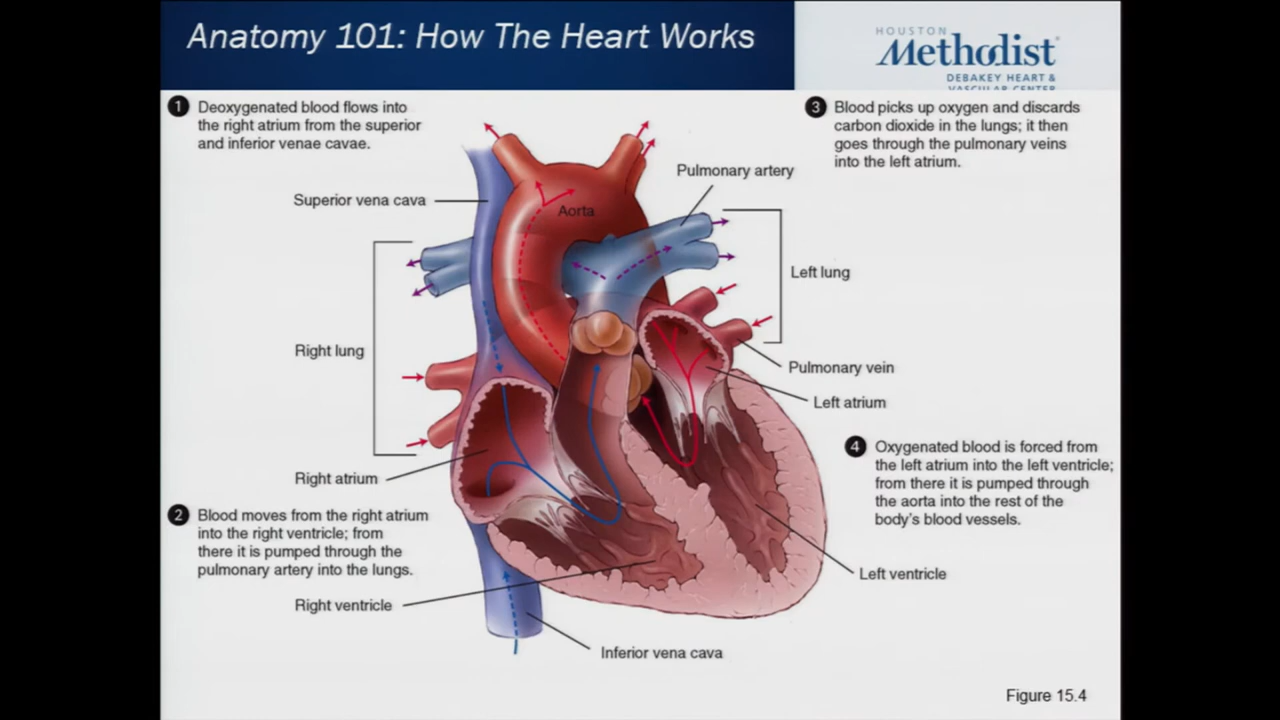 Anatomy 101: How The Heart Works
HOUSTON
Methodist
DEBAKEY HEART &
VASCULAR CENTER
1 Deoxygenated blood flows into
the right atrium from the superior
and inferior venae cavae.
3 Blood picks up oxygen and discards
carbon dioxide in the lungs; it then
goes through the pulmonary veins
into the left atrium.
Pulmonary artery
Superior vena cava
Aorta
Left lung
Right lung
Pulmonary vein
Left atrium
4 Oxygenated blood is forced from
the left atrium into the left ventricle;
from there it is pumped through
the aorta into the rest of the
body's blood vessels.
Right atrium
2 Blood moves from the right atrium
into the right ventricle; from
there it is pumped through the
pulmonary artery into the lungs.
Left ventricle
Right ventricle
Inferior vena cava
Figure 15.4